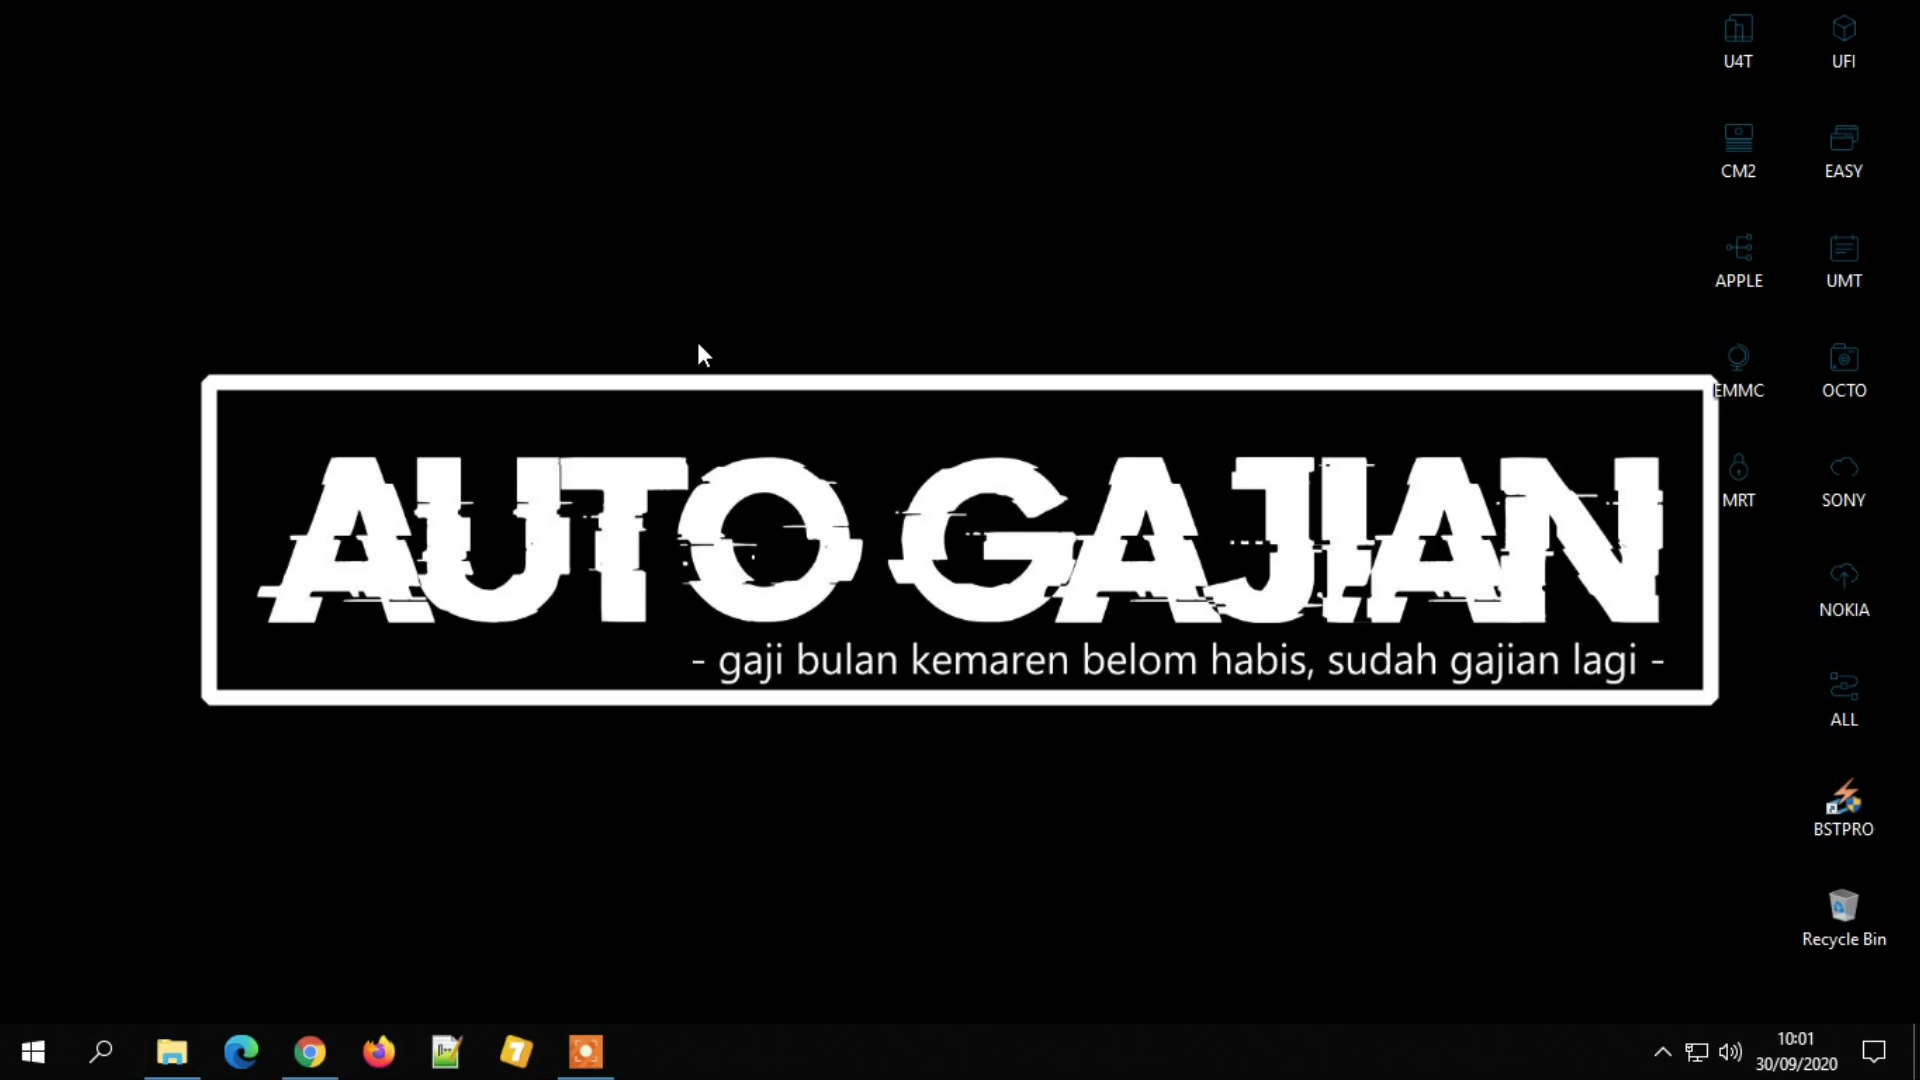 U4T
UFI
CM2
EASY
APPLE
UMT
EMMC
OCTO
MRT
SONY
NOKIA
ALL
BSTPRO
Recycle Bin
AUTO GAJIAN
- gaji bulan kemaren belom habis, sudah gajian lagi -
10:01
30/09/2020